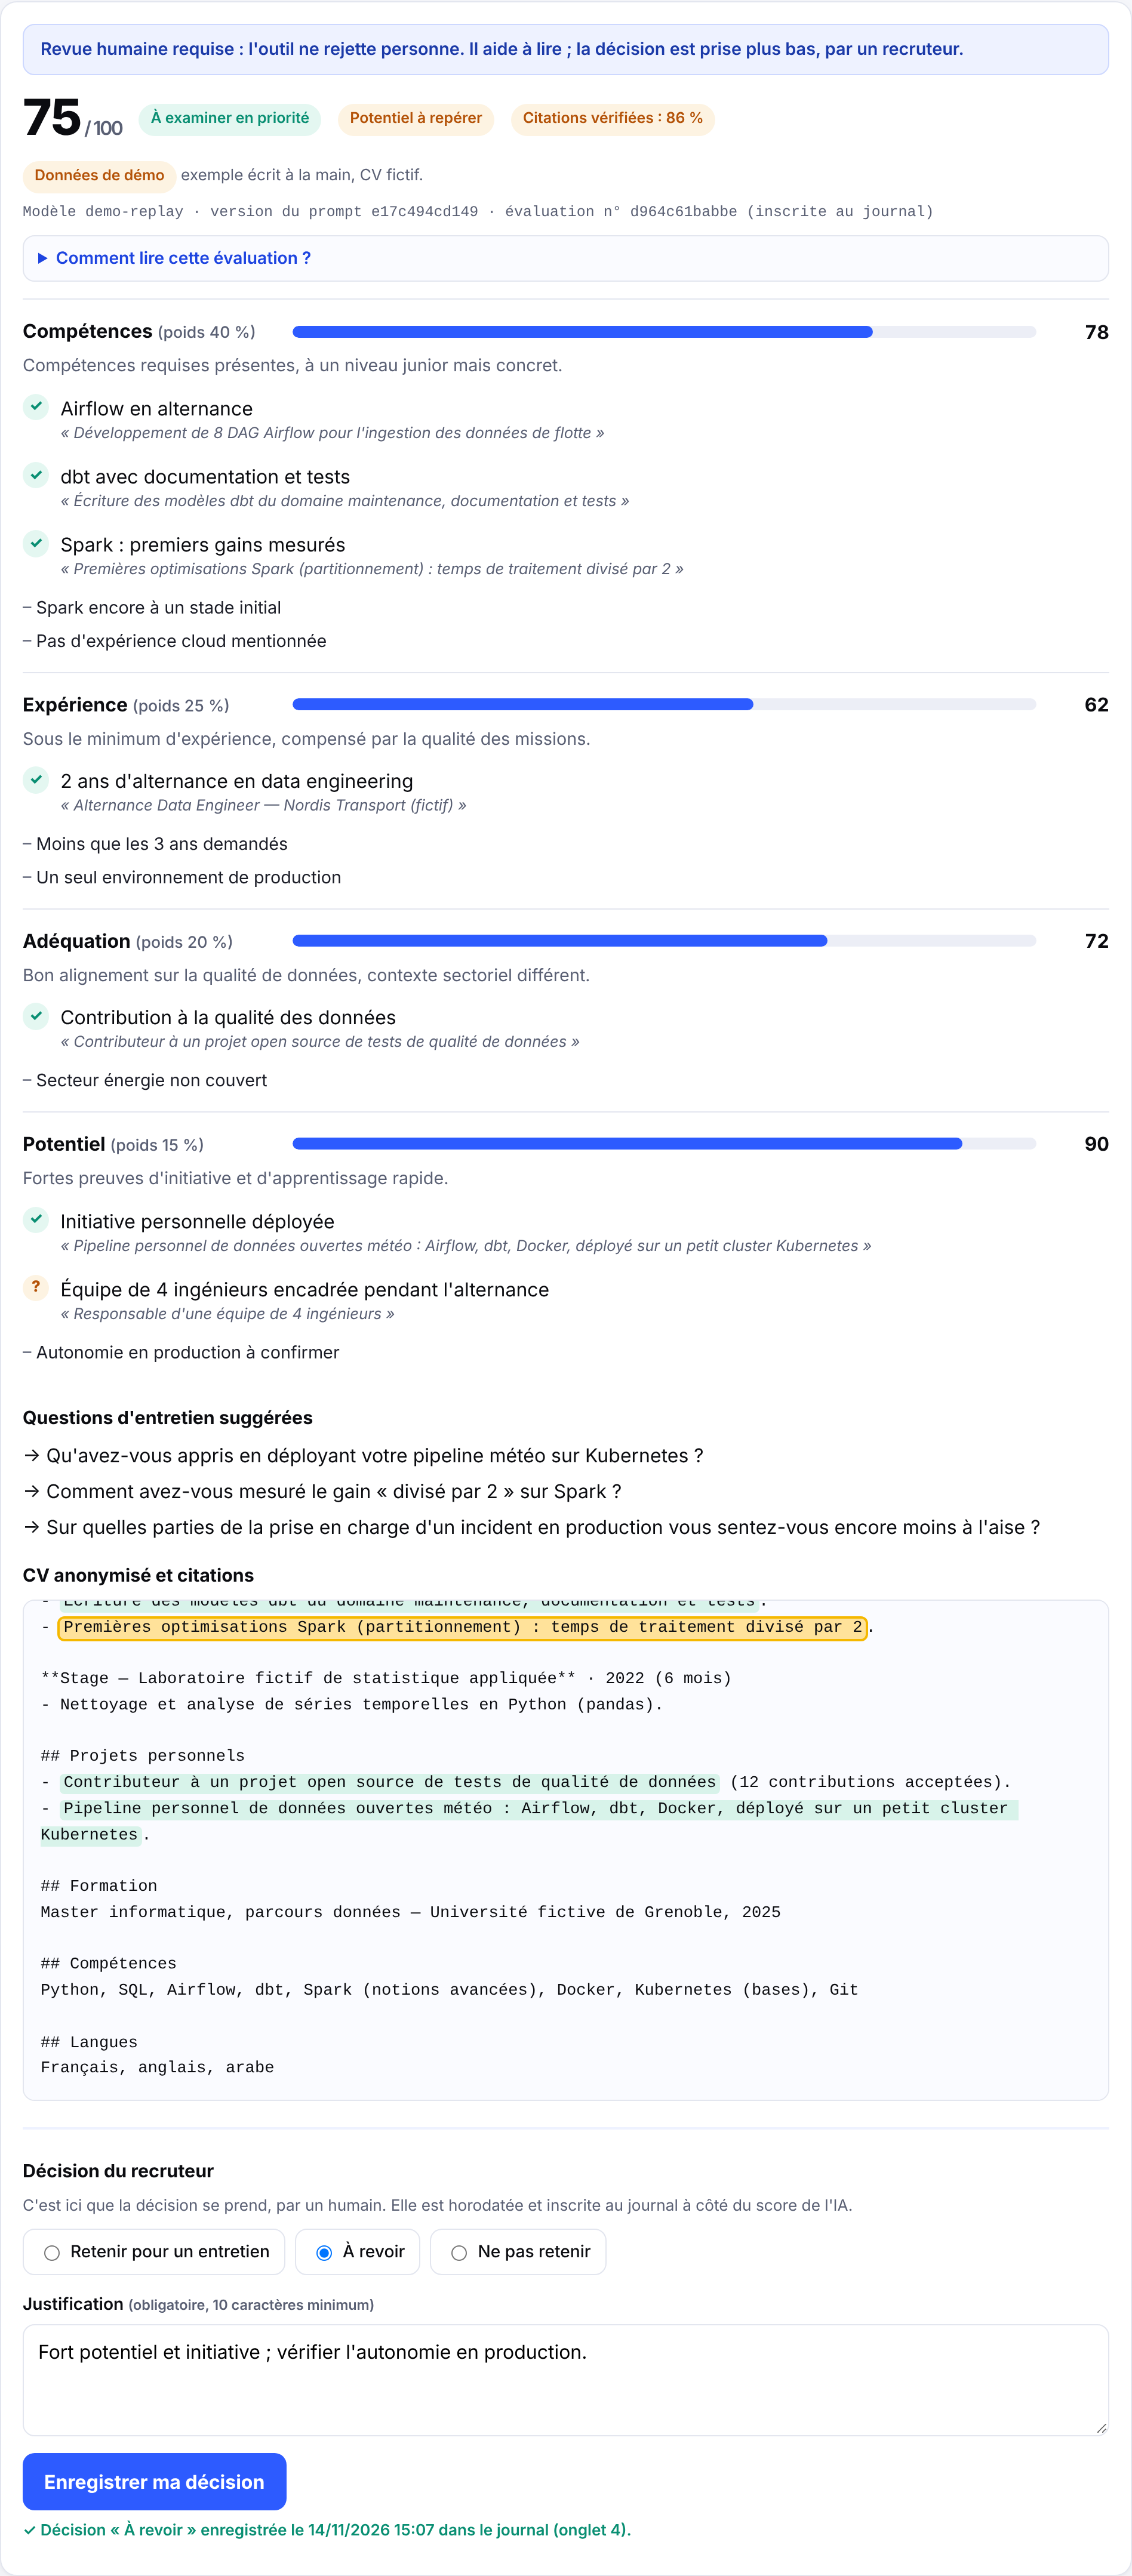 Revue humaine requise : l'outil ne rejette personne. Il aide à lire ; la décision est prise plus bas, par un recruteur.
75 / 100 À examiner en priorité Potentiel à repérer Citations vérifiées : 86 %
Données de démo exemple écrit à la main, CV fictif.
Modèle demo-replay · version du prompt e17c494cd149 · évaluation n° d964c61babbe (inscrite au journal)
▶ Comment lire cette évaluation ?
Compétences (poids 40 %) 78
Compétences requises présentes, à un niveau junior mais concret.
✓ Airflow en alternance
« Développement de 8 DAG Airflow pour l'ingestion des données de flotte »
✓ dbt avec documentation et tests
« Écriture des modèles dbt du domaine maintenance, documentation et tests »
✓ Spark : premiers gains mesurés
« Premières optimisations Spark (partitionnement) : temps de traitement divisé par 2 »
– Spark encore à un stade initial
– Pas d'expérience cloud mentionnée
Expérience (poids 25 %) 62
Sous le minimum d'expérience, compensé par la qualité des missions.
✓ 2 ans d'alternance en data engineering
« Alternance Data Engineer — Nordis Transport (fictif) »
– Moins que les 3 ans demandés
– Un seul environnement de production
Adéquation (poids 20 %) 72
Bon alignement sur la qualité de données, contexte sectoriel différent.
✓ Contribution à la qualité des données
« Contributeur à un projet open source de tests de qualité de données »
– Secteur énergie non couvert
Potentiel (poids 15 %) 90
Fortes preuves d'initiative et d'apprentissage rapide.
✓ Initiative personnelle déployée
« Pipeline personnel de données ouvertes météo : Airflow, dbt, Docker, déployé sur un petit cluster Kubernetes »
? Équipe de 4 ingénieurs encadrée pendant l'alternance
« Responsable d'une équipe de 4 ingénieurs »
– Autonomie en production à confirmer
Questions d'entretien suggérées
→ Qu'avez-vous appris en déployant votre pipeline météo sur Kubernetes ?
→ Comment avez-vous mesuré le gain « divisé par 2 » sur Spark ?
→ Sur quelles parties de la prise en charge d'un incident en production vous sentez-vous encore moins à l'aise ?
CV anonymisé et citations
- Écriture des modèles dbt du domaine maintenance, documentation et tests.
- Premières optimisations Spark (partitionnement) : temps de traitement divisé par 2.
**Stage — Laboratoire fictif de statistique appliquée** · 2022 (6 mois)
- Nettoyage et analyse de séries temporelles en Python (pandas).
## Projets personnels
- Contributeur à un projet open source de tests de qualité de données (12 contributions acceptées).
- Pipeline personnel de données ouvertes météo : Airflow, dbt, Docker, déployé sur un petit cluster
Kubernetes.
## Formation
Master informatique, parcours données — Université fictive de Grenoble, 2025
## Compétences
Python, SQL, Airflow, dbt, Spark (notions avancées), Docker, Kubernetes (bases), Git
## Langues
Français, anglais, arabe
Décision du recruteur
C'est ici que la décision se prend, par un humain. Elle est horodatée et inscrite au journal à côté du score de l'IA.
Retenir pour un entretien À revoir Ne pas retenir
Justification (obligatoire, 10 caractères minimum)
Fort potentiel et initiative ; vérifier l'autonomie en production.
Enregistrer ma décision
✓ Décision « À revoir » enregistrée le 14/11/2026 15:07 dans le journal (onglet 4).